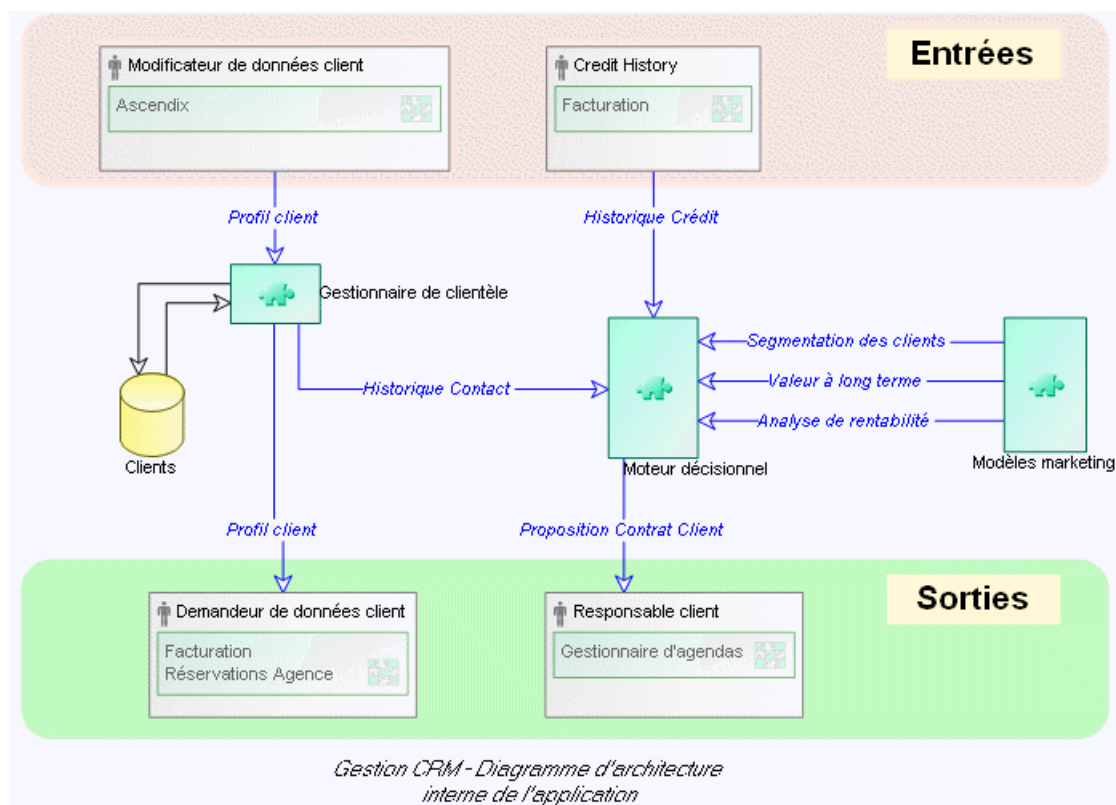 Entrées
Modificateur de données client
Ascendix
Credit History
Facturation
Profil client
Historique Crédit
Gestionnaire de clientèle
Segmentation des clients
Historique Contact
Valeur à long terme
Analyse de rentabilité
Clients
Moteur décisionnel
Modèles marketing
Profil client
Proposition Contrat Client
Sorties
Demandeur de données client
Facturation
Réservations Agence
Responsable client
Gestionnaire d'agendas
Gestion CRM - Diagramme d'architecture
interne de l'application